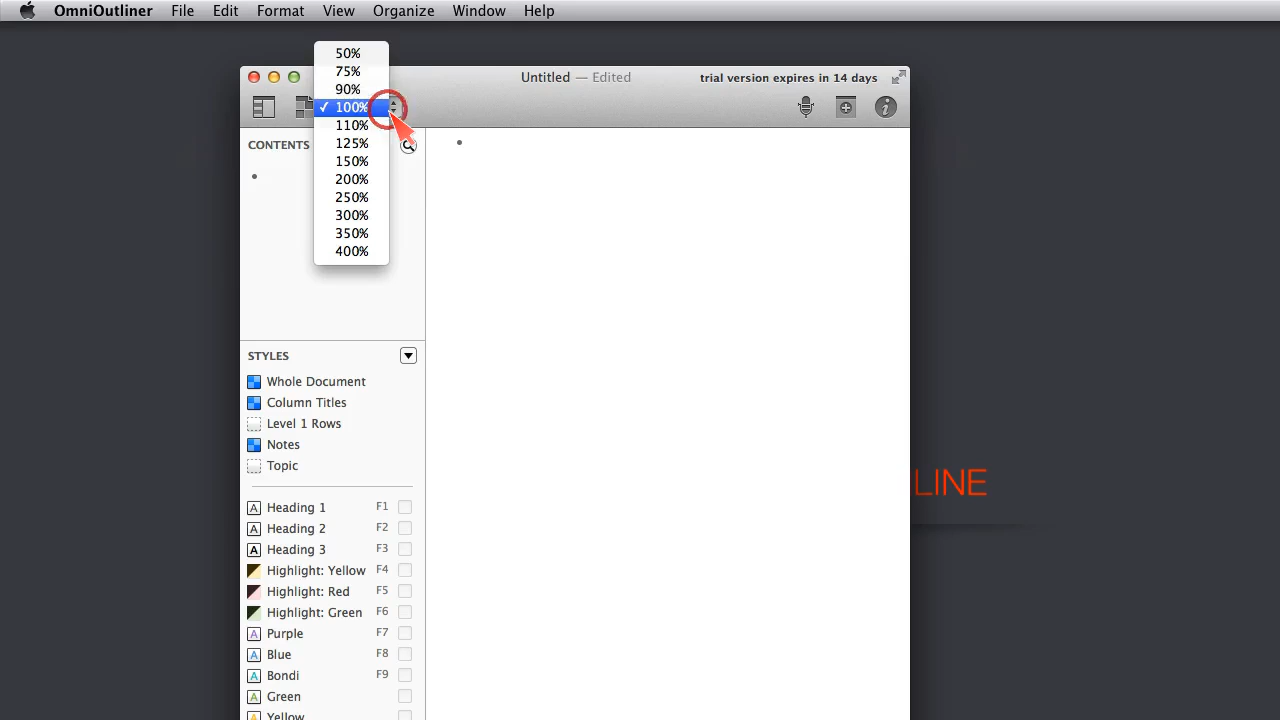 OmniOutliner File Edit Format View Organize Window Help
Untitled — Edited
trial version expires in 14 days
50%
75%
90%
✓ 100%
110%
125%
150%
200%
250%
300%
350%
400%
CONTENTS
STYLES
Whole Document
Column Titles
Level 1 Rows
Notes
Topic
A Heading 1 F1
A Heading 2 F2
A Heading 3 F3
Highlight: Yellow F4
Highlight: Red F5
Highlight: Green F6
A Purple F7
A Blue F8
A Bondi F9
A Green
A Yellow
LINE